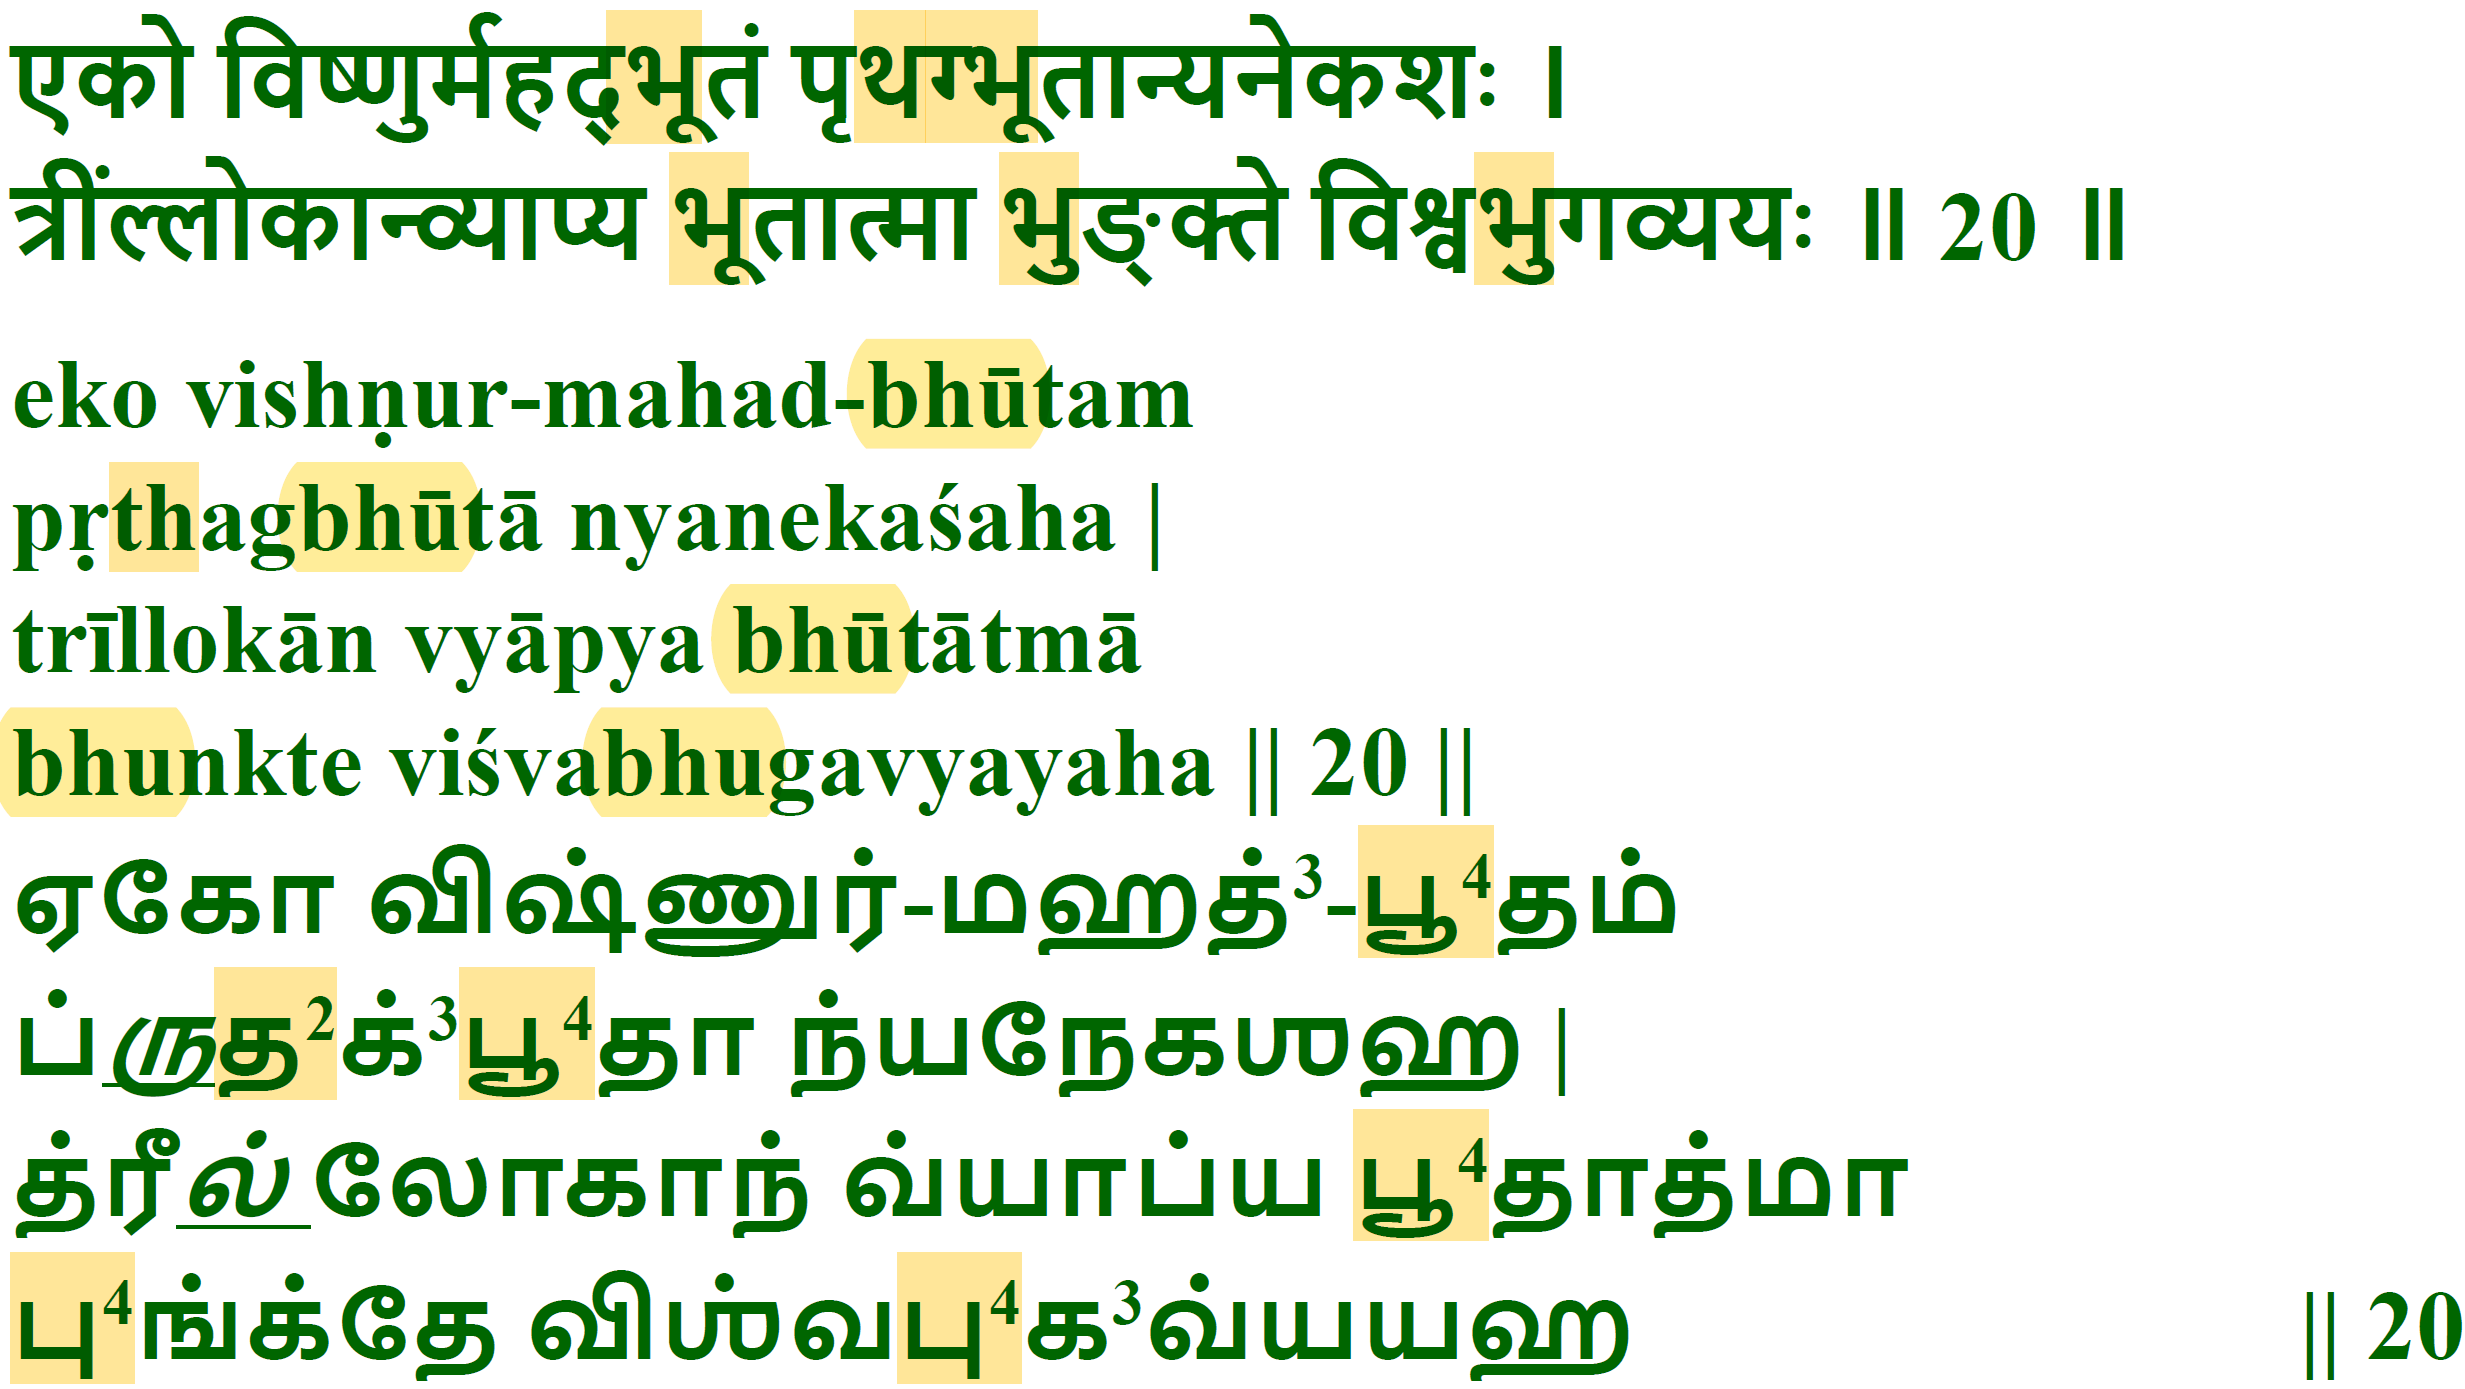 एको विष्णुर्महद्‌भूतं पृथग्भूतान्यनेकशः ।
त्रींल्लोकान्व्याप्य भूतात्मा भुङ्क्ते विश्वभुगव्ययः ॥ 20 ॥
eko vishṇur-mahad-bhūtam
pṛthagbhūtā nyanekaśaha |
trīllokān vyāpya bhūtātmā
bhunkte viśvabhugavyayaha || 20 ||
ஏகோ விஷ்ணுர்-மஹத்³-பூ⁴தம்
ப்ருத²க்³பூ⁴தா ந்யநேகஶஹ |
த்ரீல் லோகாந் வ்யாப்ய பூ⁴தாத்மா
பு⁴ங்க்தே விஶ்வபு⁴க³வ்யயஹ || 20